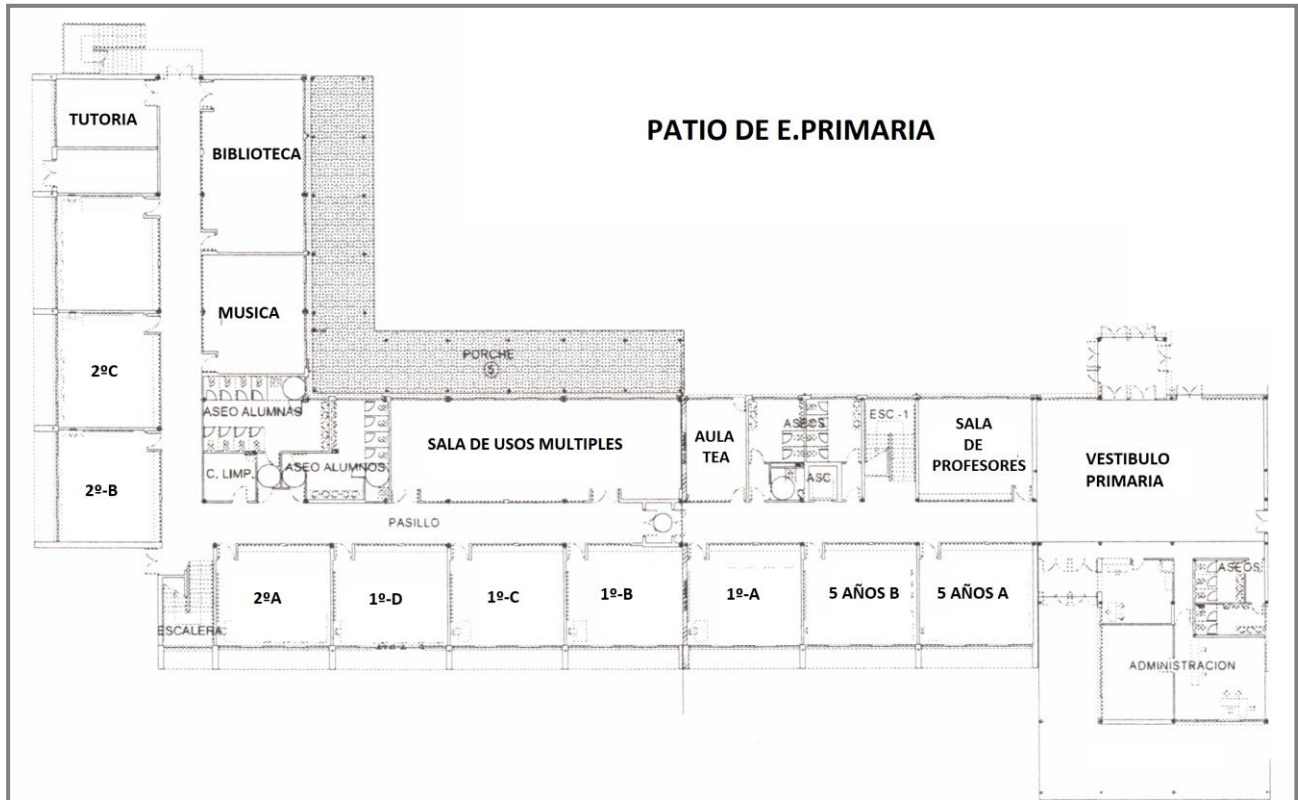 PATIO DE E.PRIMARIA
TUTORIA
BIBLIOTECA
MUSICA
2ºC
2º-B
PORCHE
5
ASEO ALUMNAS
C. LIMP.
ASEO ALUMNOS
SALA DE USOS MULTIPLES
AULA
TEA
ASEOS
ASC.
ESC.-1
SALA
DE
PROFESORES
VESTIBULO
PRIMARIA
PASILLO
ESCALERA
2ºA
1º-D
1º-C
1º-B
1º-A
5 AÑOS B
5 AÑOS A
ASEOS
ADMINISTRACION